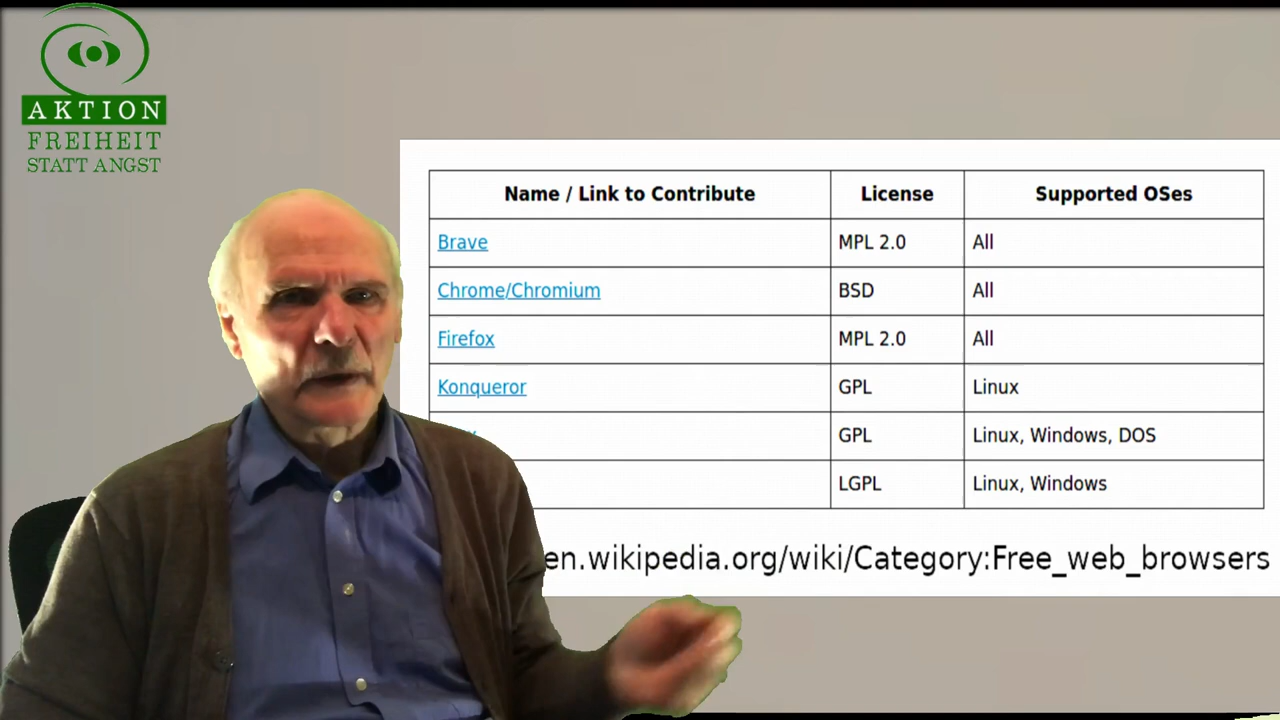 AKTION
FREIHEIT
STATT ANGST
Name / Link to Contribute License Supported OSes
Brave MPL 2.0 All
Chrome/Chromium BSD All
Firefox MPL 2.0 All
Konqueror GPL Linux
GPL Linux, Windows, DOS
LGPL Linux, Windows
en.wikipedia.org/wiki/Category:Free_web_browsers